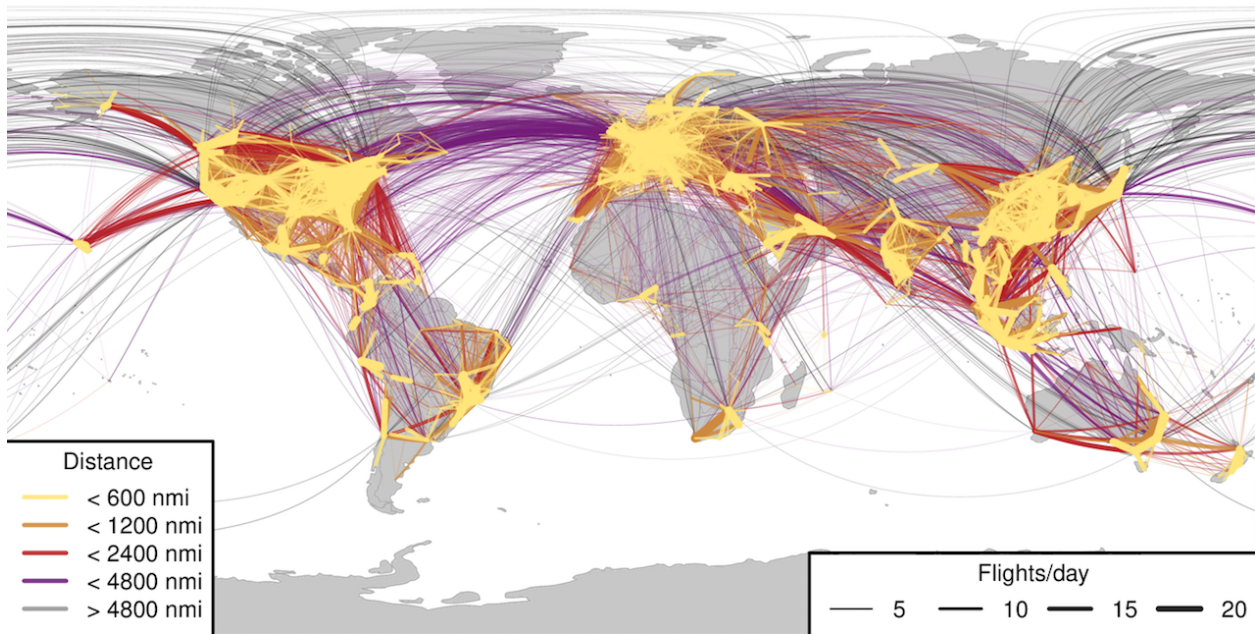 Distance
< 600 nmi
< 1200 nmi
< 2400 nmi
< 4800 nmi
> 4800 nmi
Flights/day
5 10 15 20